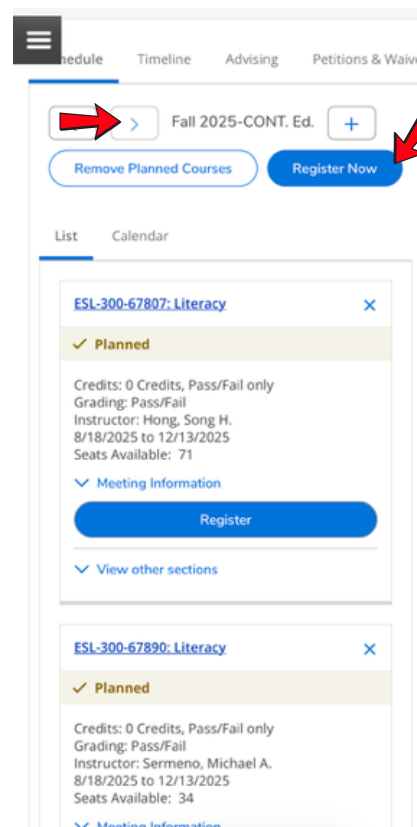 Timeline Advising
Fall 2025-CONT. Ed.
Remove Planned Courses Register Now
List Calendar
ESL-300-67807: Literacy
Planned
Credits: 0 Credits, Pass/Fail only
Grading: Pass/Fail
Instructor: Hong, Song H.
8/18/2025 to 12/13/2025
Seats Available: 71
Meeting Information
Register
View other sections
ESL-300-67890: Literacy
Planned
Credits: 0 Credits, Pass/Fail only
Grading: Pass/Fail
Instructor: Sermeno, Michael A.
8/18/2025 to 12/13/2025
Seats Available: 34
Meeting Information